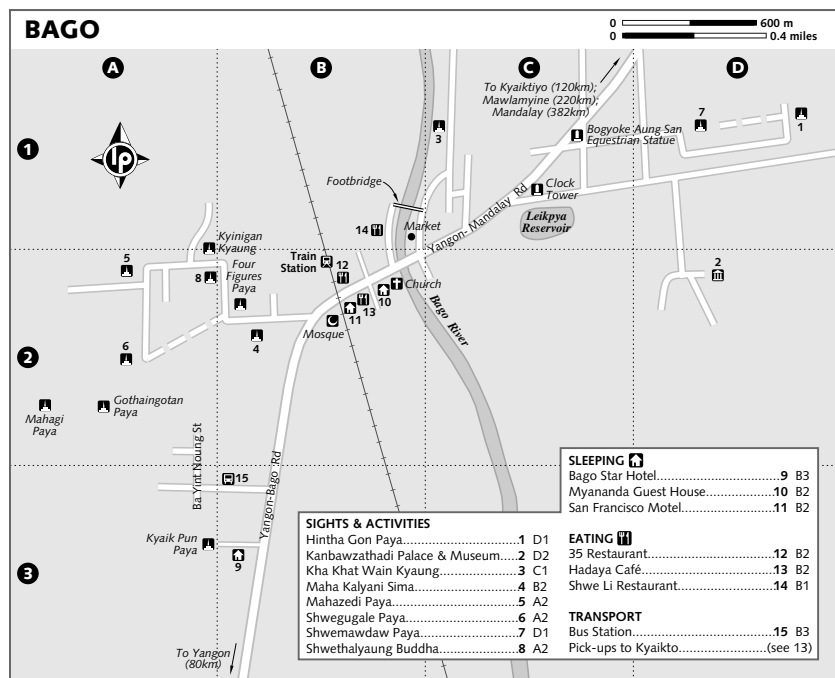 BAGO
0 600 m
0 0.4 miles
A
B
C
D
1
2
3
lp
To Kyaiktiyo (120km);
Mawlamyine (220km);
Mandalay (382km)
7
1
3
Bogyoke Aung San
Equestrian Statue
Footbridge
Clock
Tower
14
Market
Yangon- Mandalay Rd
Leikpya
Reservoir
Kyinigan
Kyaung
5
Four
Figures
Paya
8
Train
Station
12
2
Church
10
13
11
Mosque
Bago River
4
6
Gothaingotan
Paya
Mahagi
Paya
Ba Yint Noung St
Yangon-Bago Rd
15
Kyaik Pun
Paya
9
To Yangon
(80km)
SIGHTS & ACTIVITIES
Hintha Gon Paya..............................1 D1
Kanbawzathadi Palace & Museum.....2 D2
Kha Khat Wain Kyaung.....................3 C1
Maha Kalyani Sima...........................4 B2
Mahazedi Paya.................................5 A2
Shwegugale Paya.............................6 A2
Shwemawdaw Paya..........................7 D1
Shwethalyaung Buddha....................8 A2
SLEEPING
Bago Star Hotel................................9 B3
Myananda Guest House....................10 B2
San Francisco Motel.........................11 B2
EATING
35 Restaurant...................................12 B2
Hadaya Café.....................................13 B2
Shwe Li Restaurant...........................14 B1
TRANSPORT
Bus Station.......................................15 B3
Pick-ups to Kyaikto.....................(see 13)